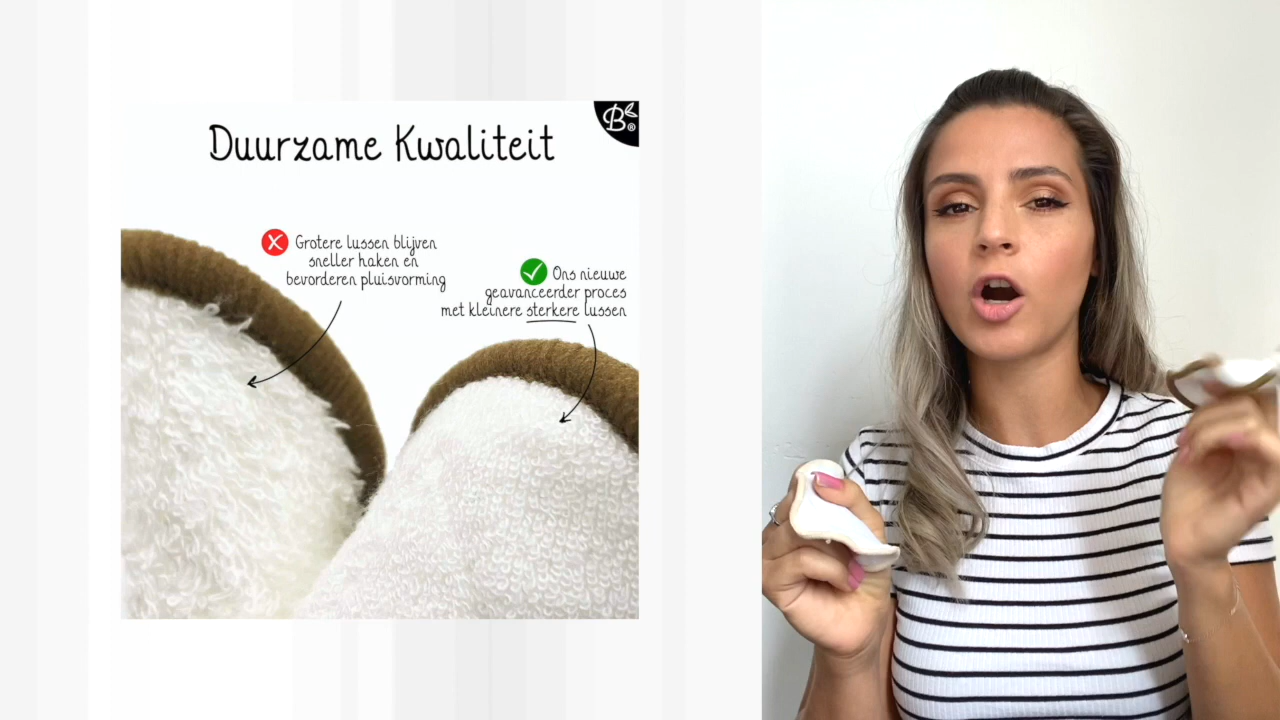 B®
Duurzame Kwaliteit
Grotere lussen blijven
sneller haken en
bevorderen pluisvorming
Ons nieuwe
geavanceerder proces
met kleinere sterkere lussen